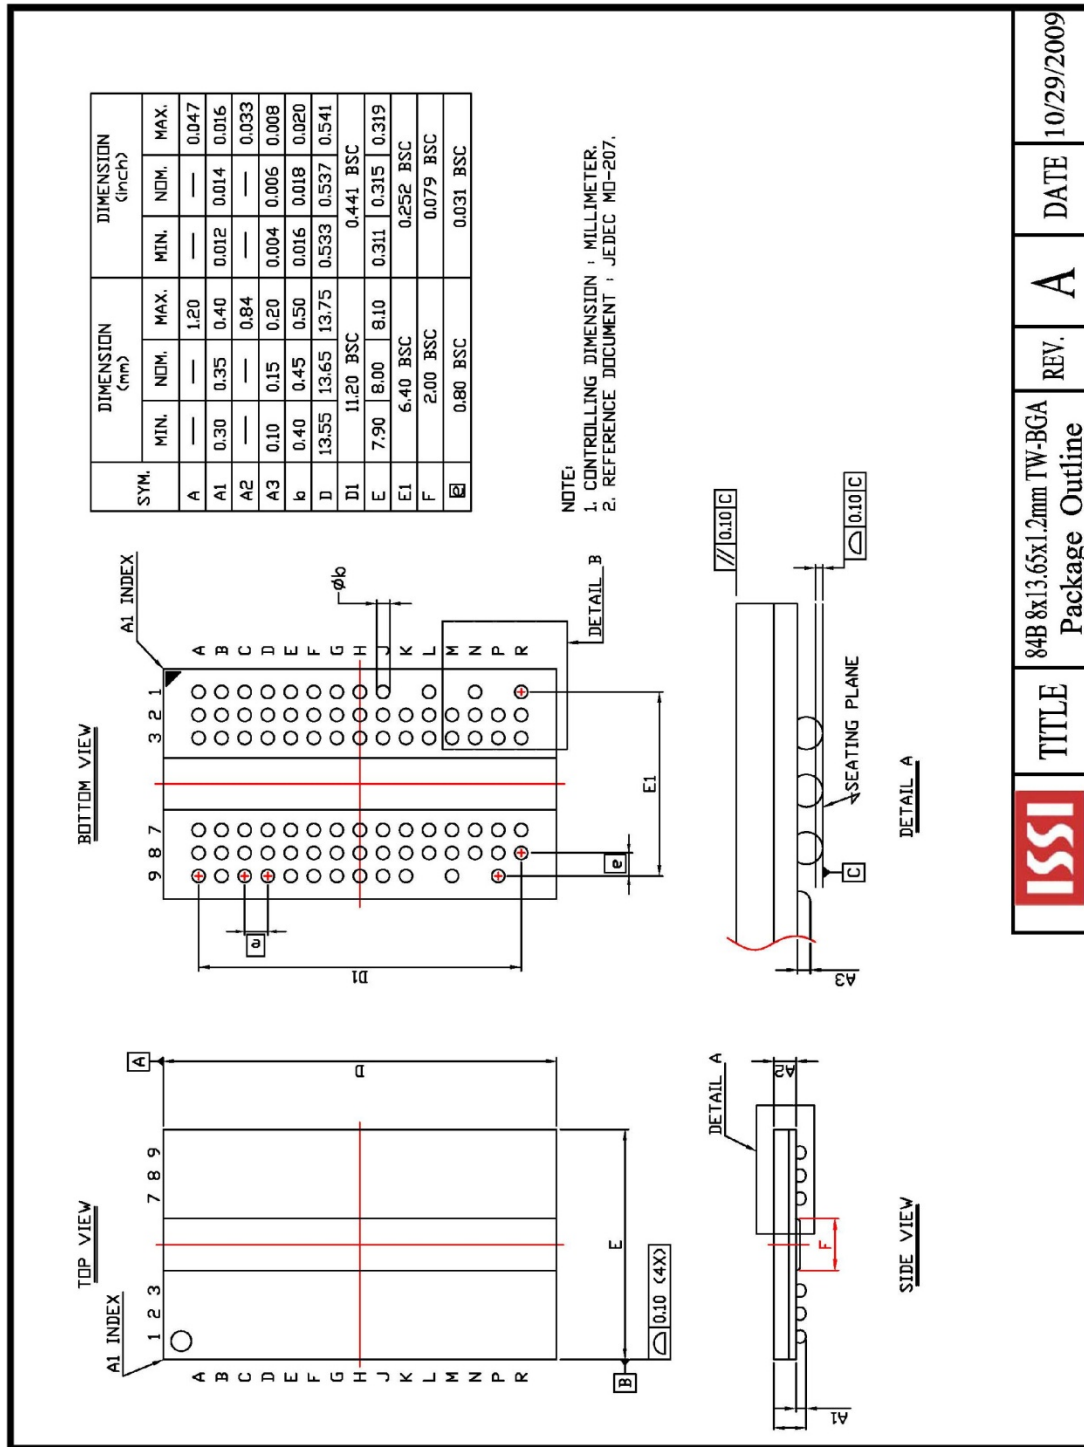 TOP VIEW
A1 INDEX
1 2 3 7 8 9
A
B
C
D
E
F
G
H
J
K
L
M
N
P
R
A
D
E
B
0.10 (4X)
BOTTOM VIEW
A1 INDEX
9 8 7 3 2 1
A
B
C
D
E
F
G
H
J
K
L
M
N
P
R
Øb
e
D1
e
E1
DETAIL B
SYM. DIMENSION (mm) DIMENSION (inch)
MIN. NOM. MAX. MIN. NOM. MAX.
A — — 1.20 — — 0.047
A1 0.30 0.35 0.40 0.012 0.014 0.016
A2 — — 0.84 — — 0.033
A3 0.10 0.15 0.20 0.004 0.006 0.008
b 0.40 0.45 0.50 0.016 0.018 0.020
D 13.55 13.65 13.75 0.533 0.537 0.541
D1 11.20 BSC 0.441 BSC
E 7.90 8.00 8.10 0.311 0.315 0.319
E1 6.40 BSC 0.252 BSC
F 2.00 BSC 0.079 BSC
e 0.80 BSC 0.031 BSC
NOTE:
1. CONTROLLING DIMENSION : MILLIMETER.
2. REFERENCE DOCUMENT : JEDEC MO-207.
DETAIL A
A2
F
A1
SIDE VIEW
// 0.10 C
0.10 C
SEATING PLANE
C
A3
DETAIL A
ISSI
TITLE
84B 8x13.65x1.2mm TW-BGA
Package Outline
REV.
A
DATE
10/29/2009